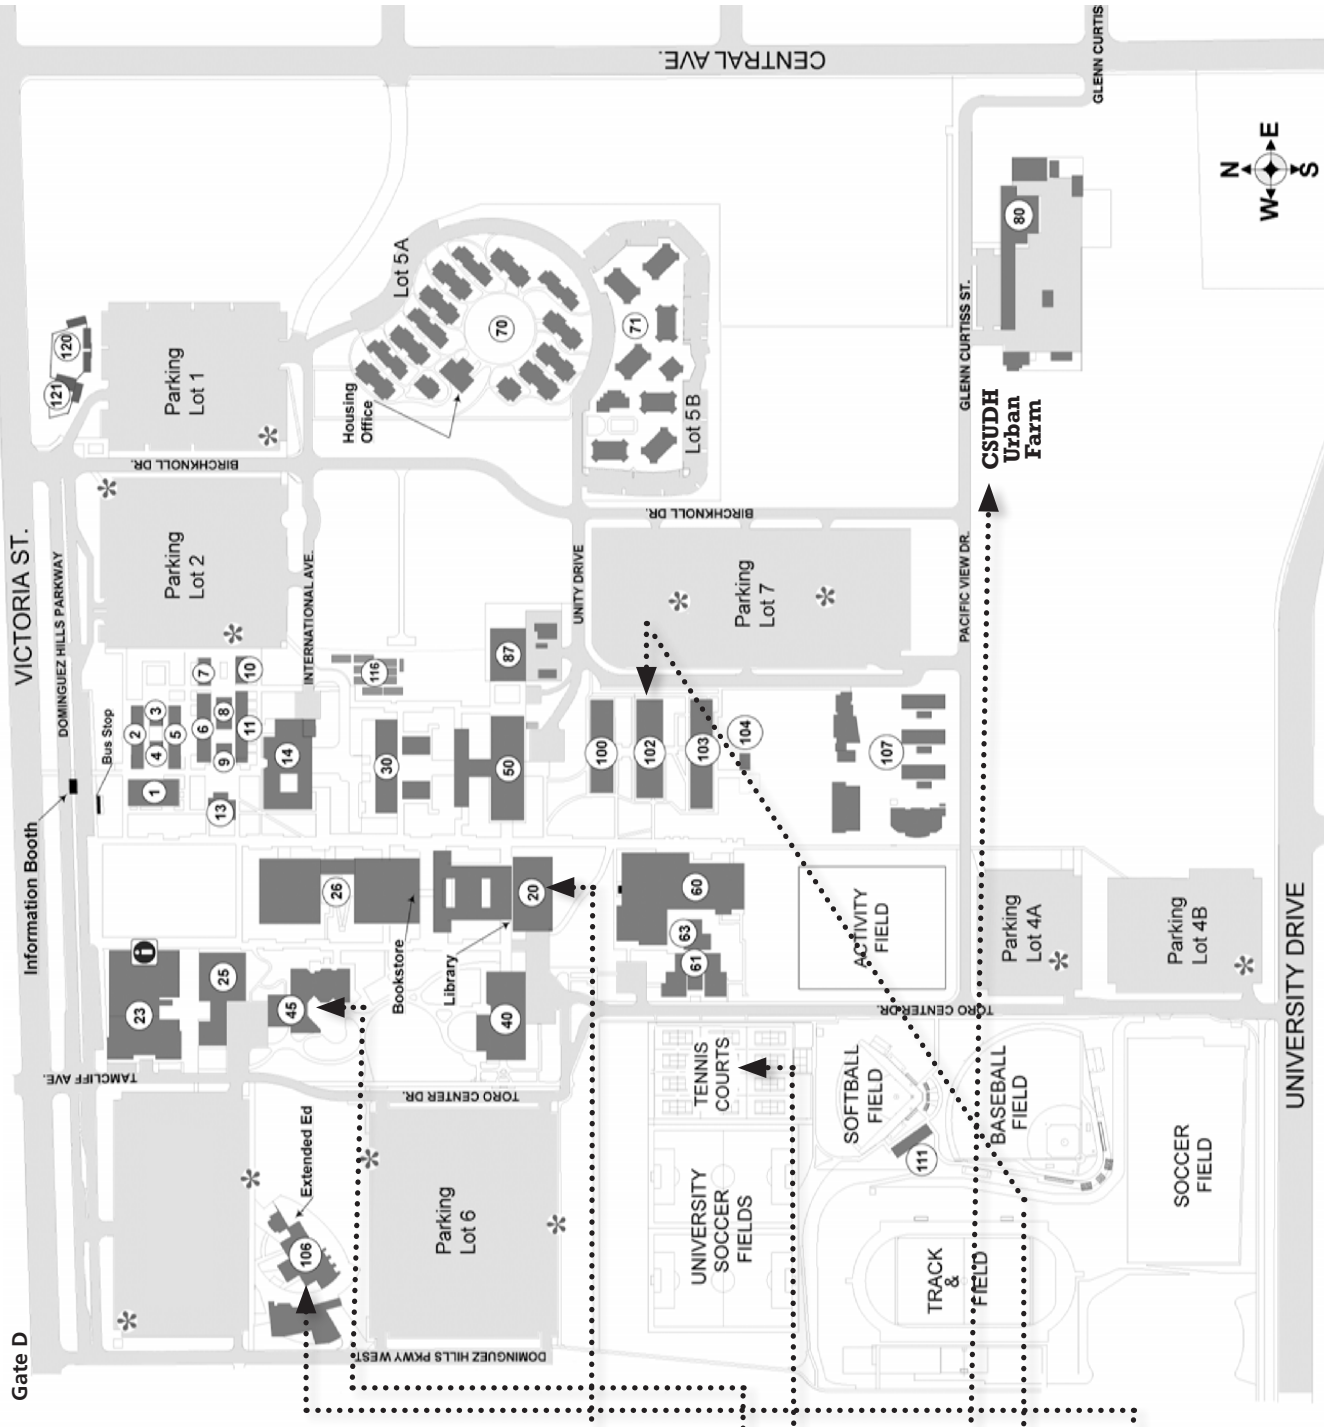 CENTRAL AVE.
GLENN CURTIS
N
W
E
S
VICTORIA ST.
DOMINGUEZ HILLS PARKWAY
Gate D
Information Booth
Bus Stop
120
121
Parking
Lot 1
BIRCHKNOLL DR.
Parking
Lot 2
INTERNATIONAL AVE.
Lot 5A
70
Housing
Office
71
Lot 5B
80
GLENN CURTISS ST.
CSUDH
Urban
Farm
BIRCHKNOLL DR.
UNITY DRIVE
Parking
Lot 7
PACIFIC VIEW DR.
1
2
3
4
5
6
7
8
9
10
11
13
14
116
87
30
50
100
102
103
104
107
26
Bookstore
Library
20
60
63
61
ACTIVITY
FIELD
Parking
Lot 4A
Parking
Lot 4B
UNIVERSITY DRIVE
i
23
25
45
40
TAMCLIFF AVE.
TORO CENTER DR.
TORO CENTER DR.
TENNIS
COURTS
SOFTBALL
FIELD
BASEBALL
FIELD
111
SOCCER
FIELD
Extended Ed
106
Parking
Lot 6
UNIVERSITY
SOCCER
FIELDS
TRACK
&
FIELD
DOMINGUEZ HILLS PKWY WEST